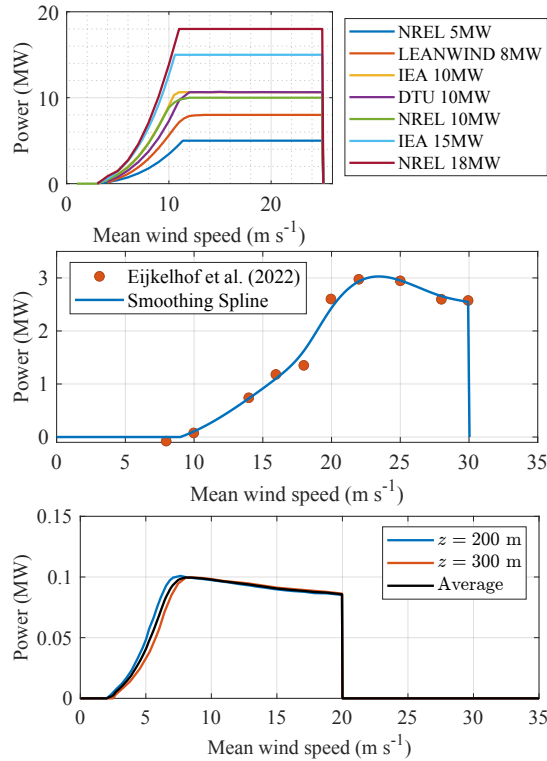 20
10
0
10
20
Power (MW)
Mean wind speed (m s⁻¹)
NREL 5MW
LEANWIND 8MW
IEA 10MW
DTU 10MW
NREL 10MW
IEA 15MW
NREL 18MW
3
2
1
0
0
5
10
15
20
25
30
35
Power (MW)
Mean wind speed (m s⁻¹)
Eijkelhof et al. (2022)
Smoothing Spline
0.15
0.1
0.05
0
0
5
10
15
20
25
30
35
Power (MW)
Mean wind speed (m s⁻¹)
z = 200 m
z = 300 m
Average